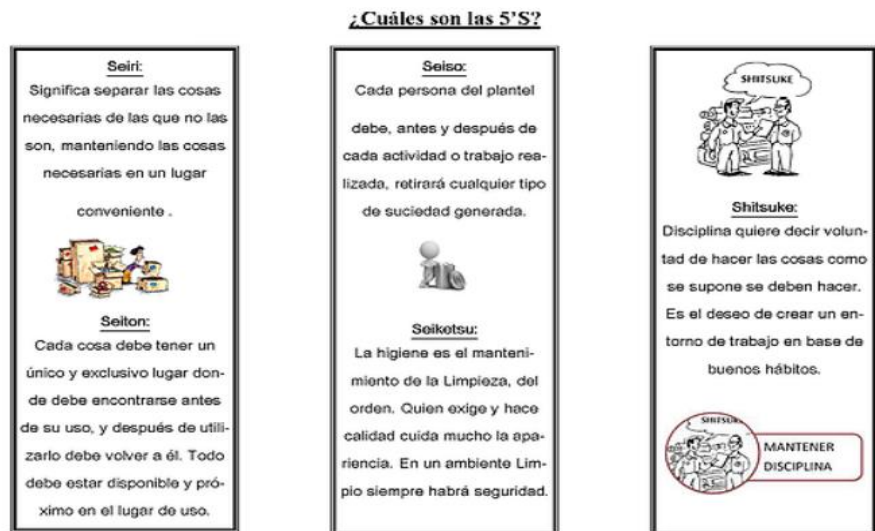 ¿Cuáles son las 5'S?
Seiri:
Significa separar las cosas
necesarias de las que no las
son, manteniendo las cosas
necesarias en un lugar
conveniente .
Seiton:
Cada cosa debe tener un
único y exclusivo lugar don-
de debe encontrarse antes
de su uso, y después de utili-
zarlo debe volver a él. Todo
debe estar disponible y pró-
ximo en el lugar de uso.
Seiso:
Cada persona del plantel
debe, antes y después de
cada actividad o trabajo rea-
lizada, retirará cualquier tipo
de suciedad generada.
Seiketsu:
La higiene es el manteni-
miento de la Limpieza, del
orden. Quien exige y hace
calidad cuida mucho la apa-
riencia. En un ambiente Lim-
pio siempre habrá seguridad.
SHITSUKE
Shitsuke:
Disciplina quiere decir volun-
tad de hacer las cosas como
se supone se deben hacer.
Es el deseo de crear un en-
torno de trabajo en base de
buenos hábitos.
SHITSUKE
MANTENER
DISCIPLINA